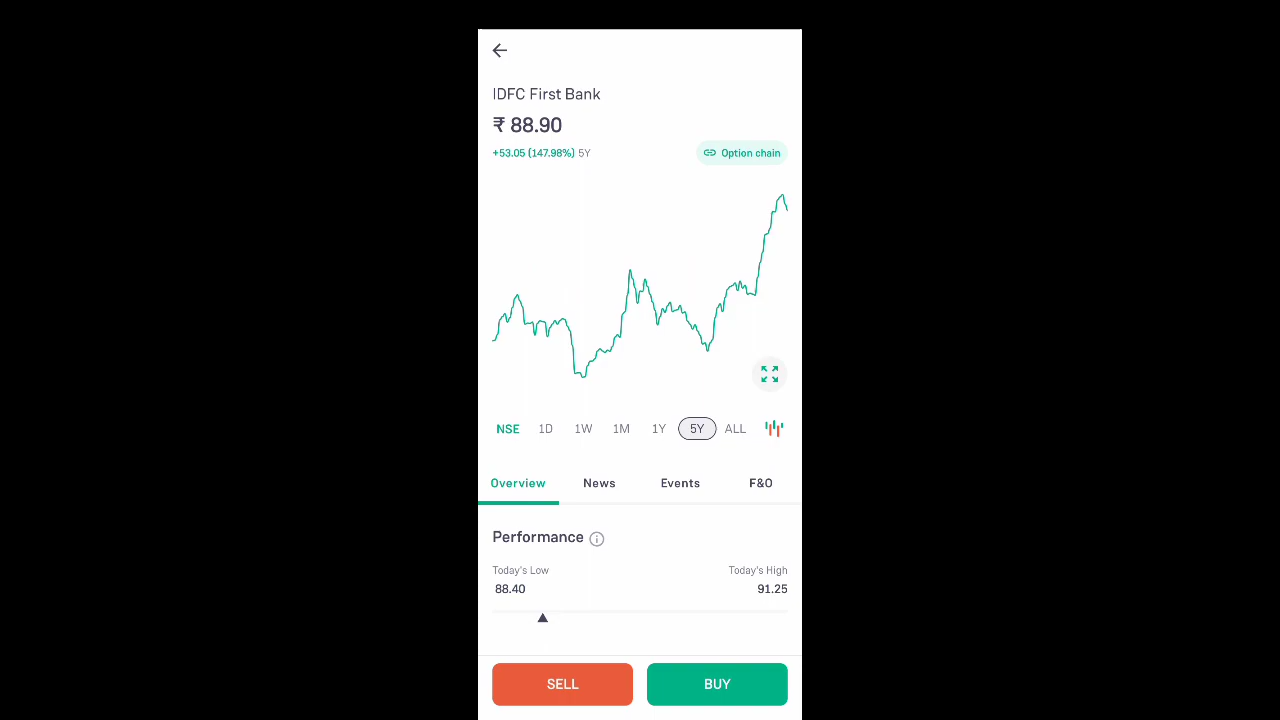 IDFC First Bank
₹ 88.90
+53.05 (147.98%) 5Y
Option chain
NSE 1D 1W 1M 1Y 5Y ALL
Overview News Events F&O
Performance
Today's Low Today's High
88.40 91.25
SELL BUY